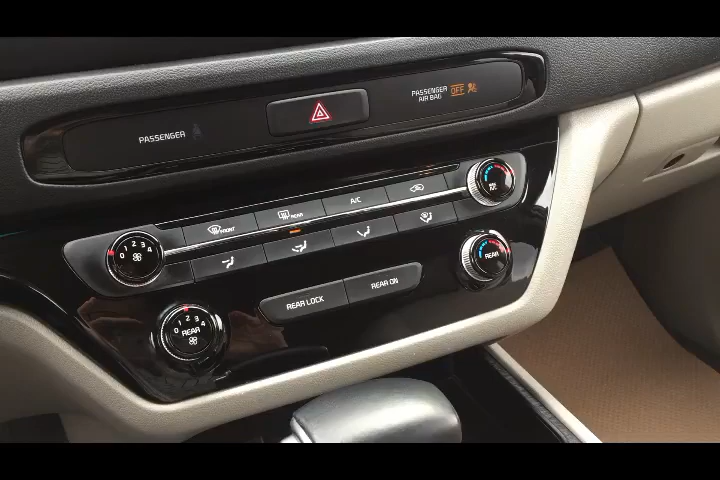 PASSENGER
PASSENGER
AIR BAG OFF
FRONT
REAR
A/C
MAX
A/C
0 1 2 3 4
REAR LOCK
REAR ON
REAR
0 1 2 3 4
REAR